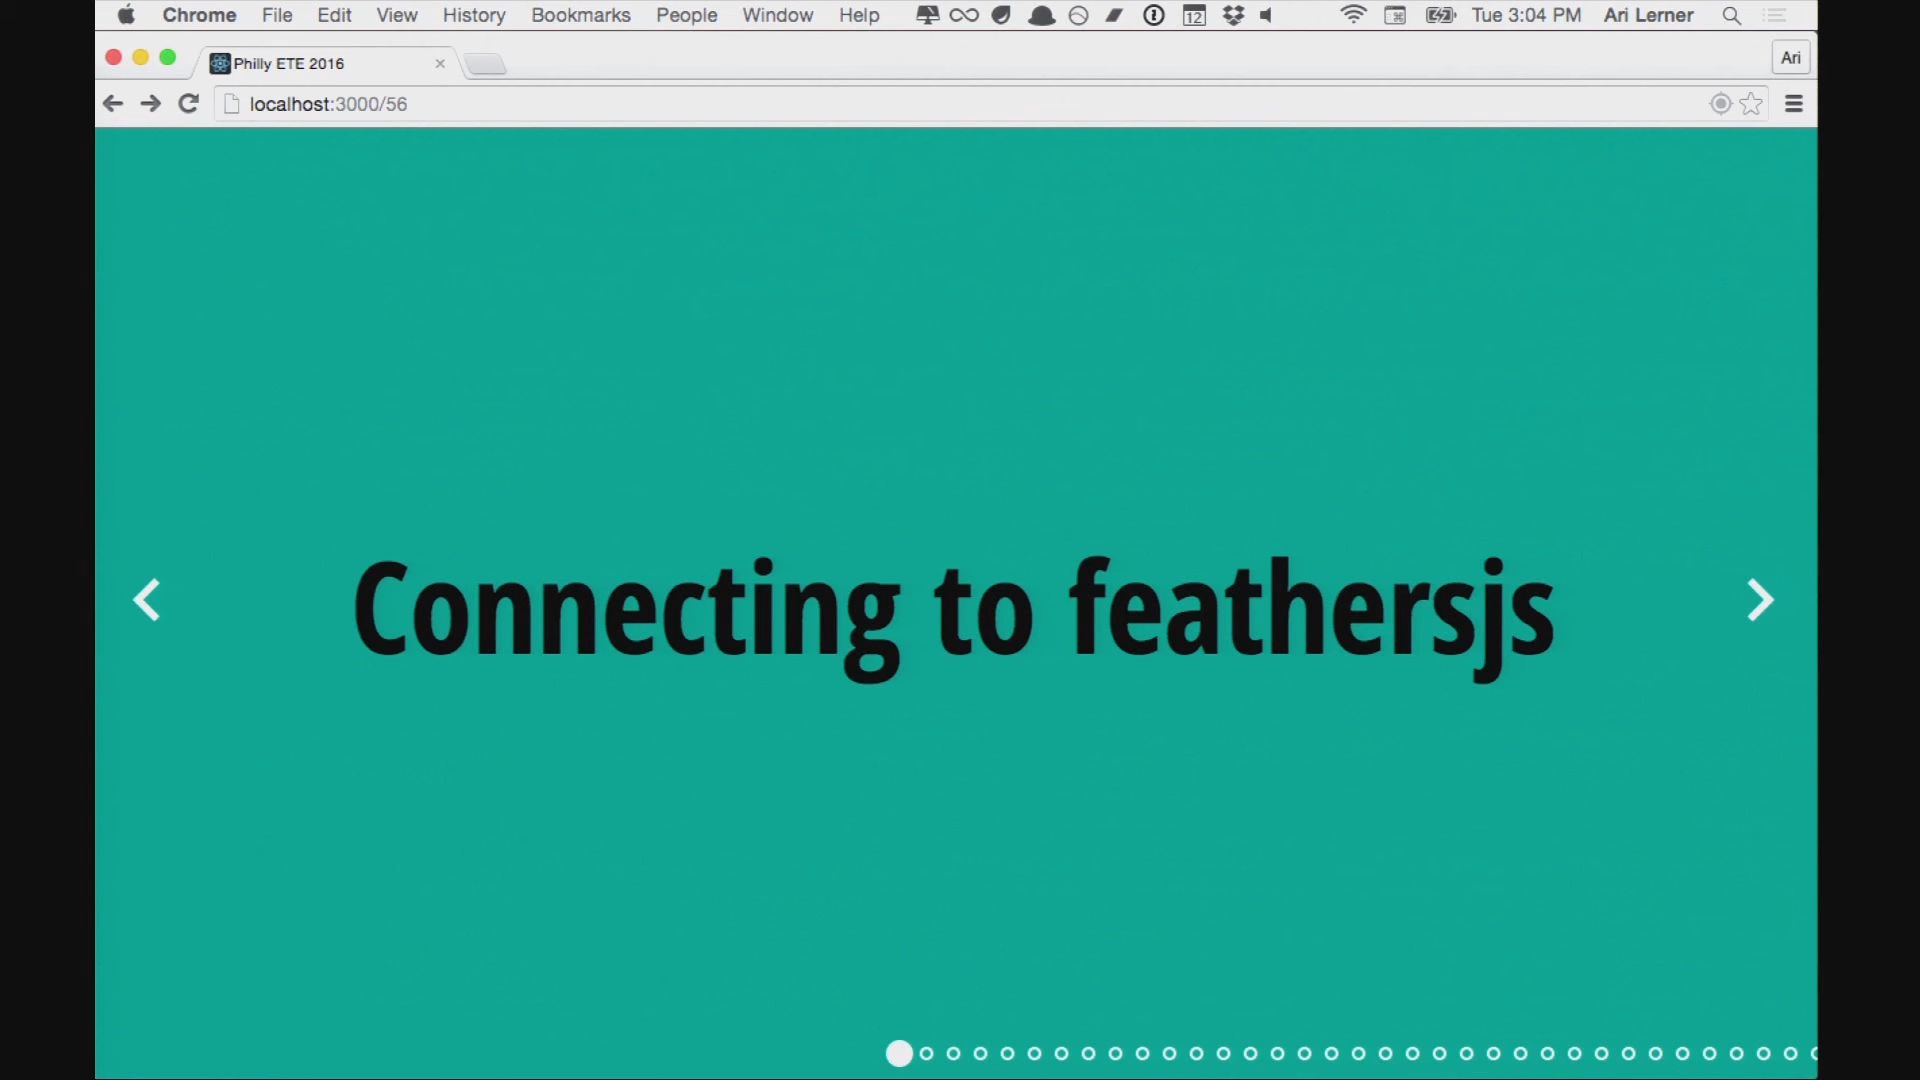 Chrome File Edit View History Bookmarks People Window Help 12 Tue 3:04 PM Ari Lerner
Philly ETE 2016
Ari
localhost:3000/56
Connecting to feathersjs